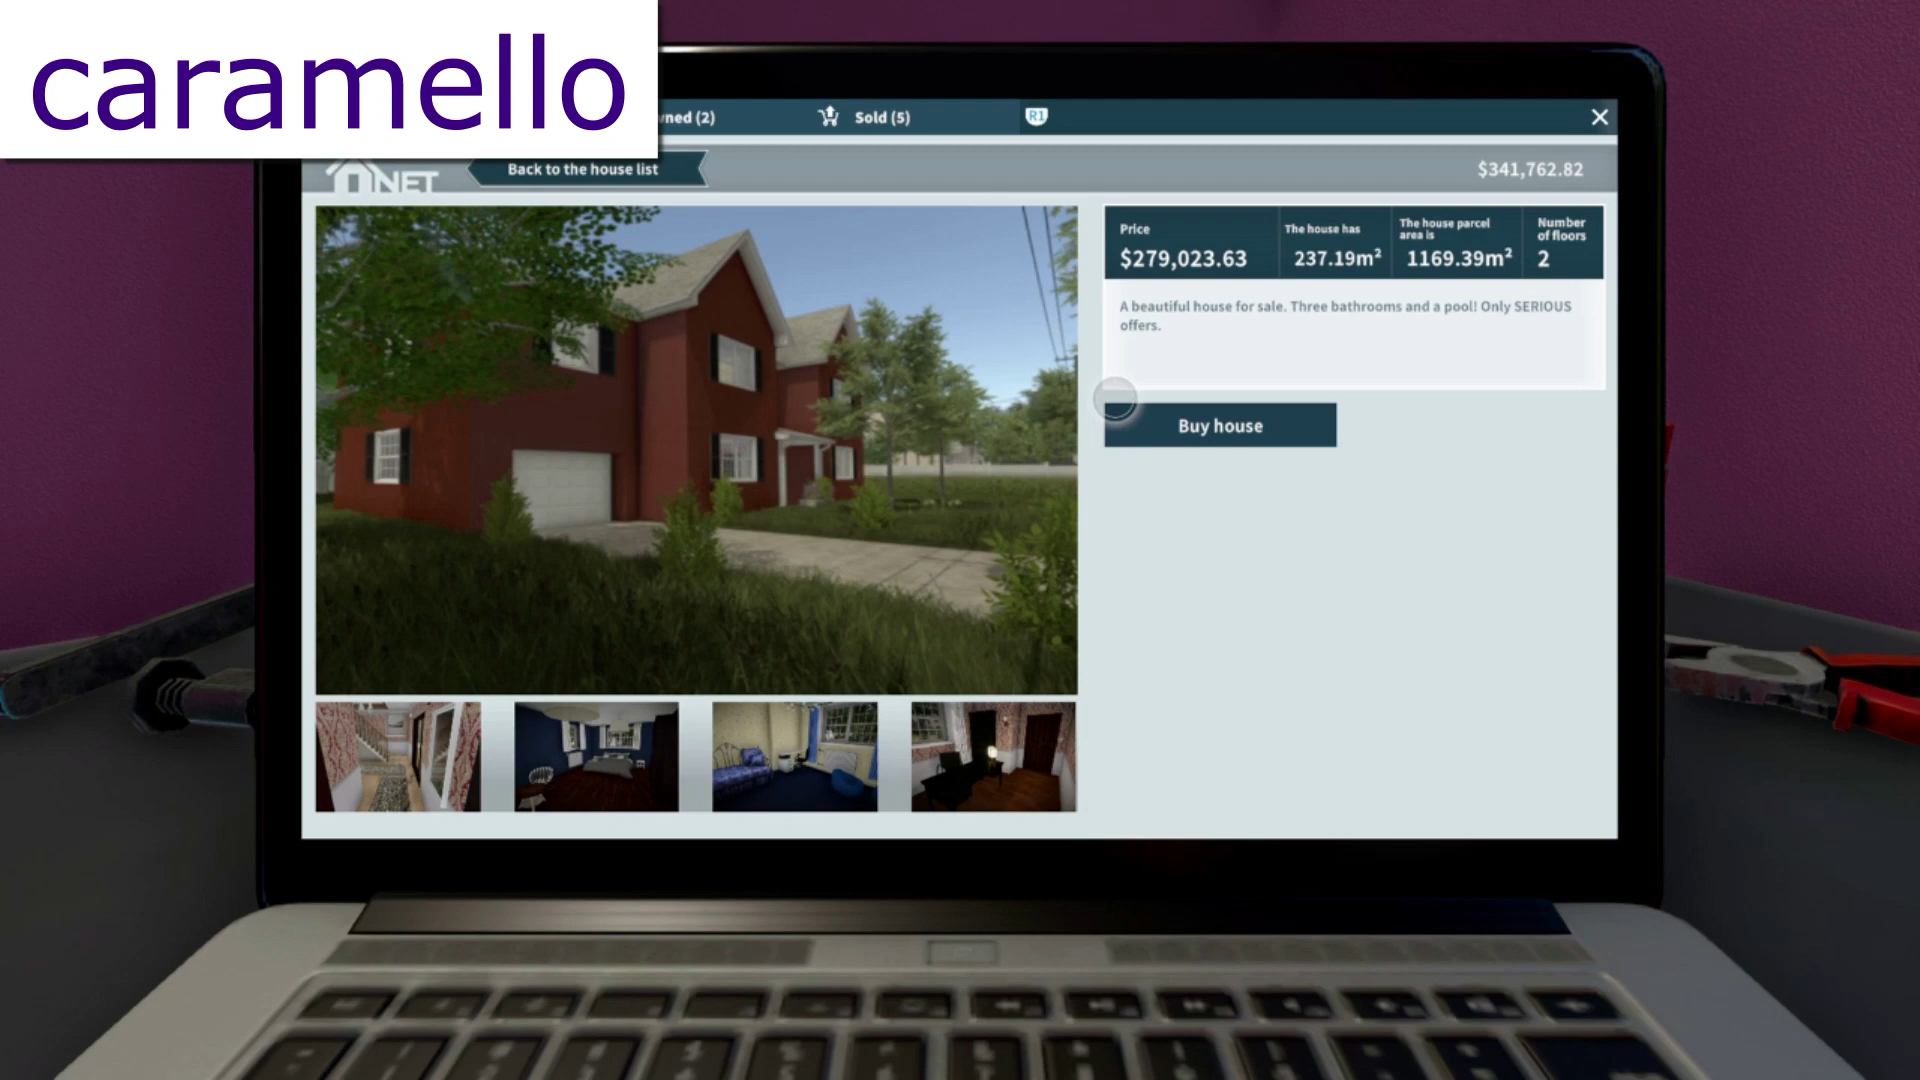 caramello
Sold (5)
R1
NET
Back to the house list
$341,762.82
Price
$279,023.63
The house has
237.19m²
The house parcel
area is
1169.39m²
Number
of floors
2
A beautiful house for sale. Three bathrooms and a pool! Only SERIOUS
offers.
Buy house